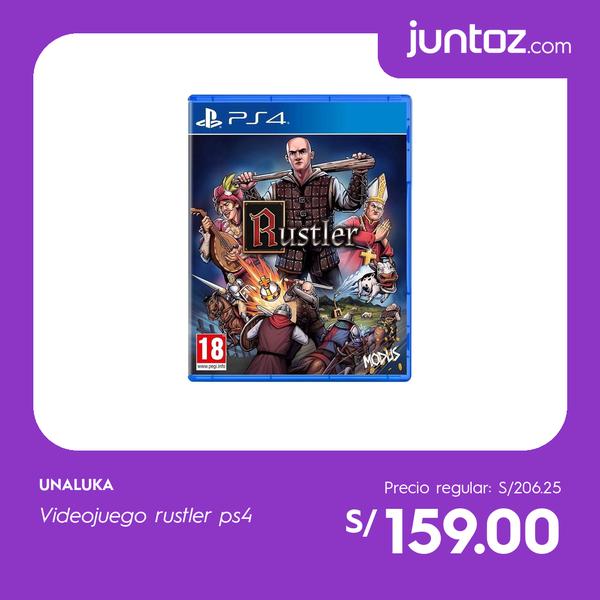 juntoz.com
PS4
Rustler
18
www.pegi.info
MODUS
UNALUKA
Videojuego rustler ps4
Precio regular: S/206.25
S/159.00